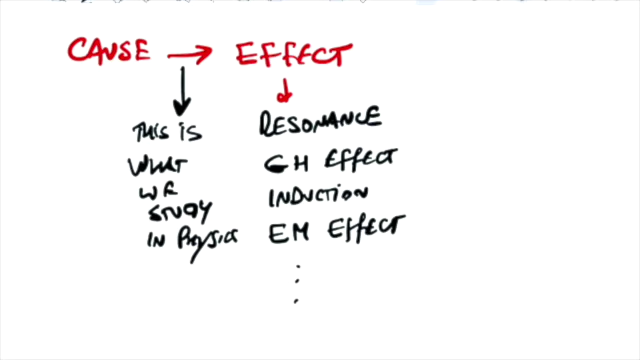 CAUSE → EFFECT
THIS IS
WHAT
WE
STUDY
IN PHYSICS
RESONANCE
GH EFFECT
INDUCTION
EM EFFECT